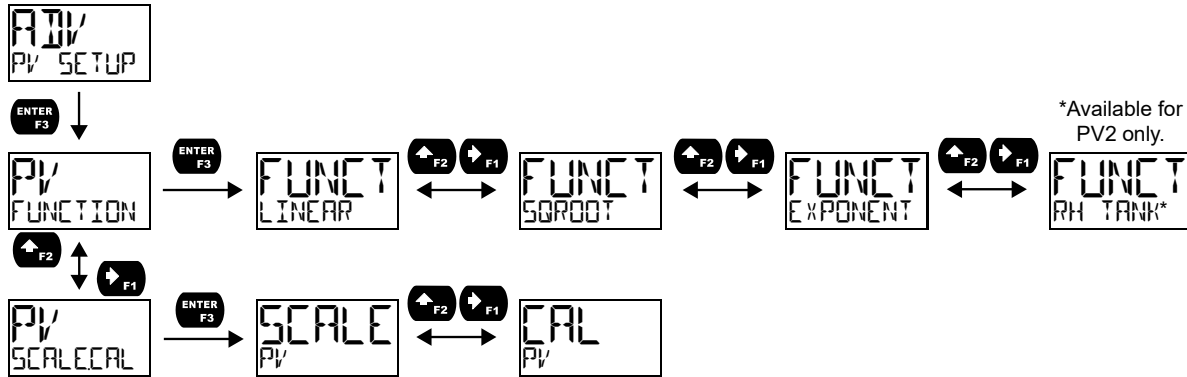 ADV
PV SETUP
ENTER
F3
*Available for
PV2 only.
PV
FUNCTION
ENTER
F3
FUNCT
LINEAR
F2
F1
FUNCT
SQROOT
F2
F1
FUNCT
EXPONENT
F2
F1
FUNCT
RH TANK*
F2
F1
PV
SCALE.CAL
ENTER
F3
SCALE
PV
F2
F1
CAL
PV